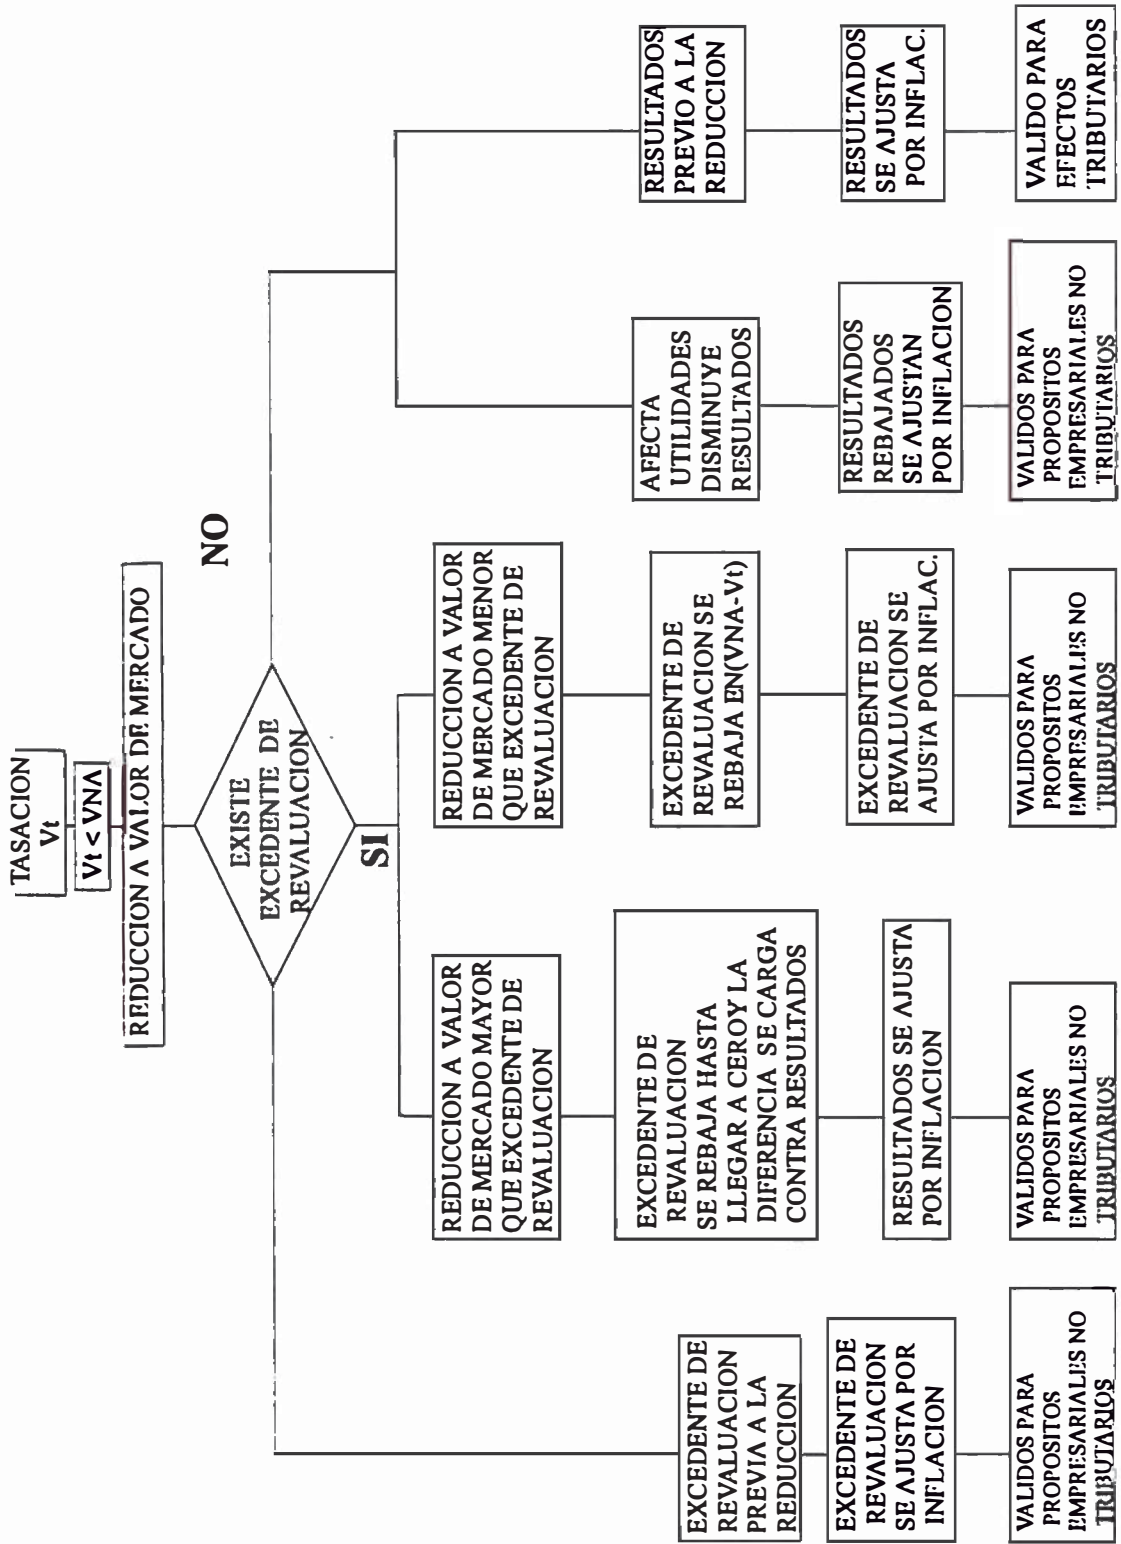 TASACION
Vt
Vt < VNA
REDUCCION A VALOR DE MERCADO
EXISTE
EXCEDENTE DE
REVALUACION
NO
SI
EXCEDENTE DE
REVALUACION
PREVIA A LA
REDUCCION
EXCEDENTE DE
REVALUACION
SE AJUSTA POR
INFLACION
VALIDOS PARA
PROPOSITOS
EMPRESARIALES NO
TRIBUTARIOS
REDUCCION A VALOR
DE MERCADO MAYOR
QUE EXCEDENTE DE
REVALUACION
EXCEDENTE DE
REVALUACION
SE REBAJA HASTA
LLEGAR A CEROY LA
DIFERENCIA SE CARGA
CONTRA RESULTADOS
RESULTADOS SE AJUSTA
POR INFLACION
VALIDOS PARA
PROPOSITOS
EMPRESARIALES NO
TRIBUTARIOS
REDUCCION A VALOR
DE MERCADO MENOR
QUE EXCEDENTE DE
REVALUACION
EXCEDENTE DE
REVALUACION SE
REBAJA EN(VNA-Vt)
EXCEDENTE DE
REVALUACION SE
AJUSTA POR INFLAC.
VALIDOS PARA
PROPOSITOS
EMPRESARIALES NO
TRIBUTARIOS
AFECTA
UTILIDADES
DISMINUYE
RESULTADOS
RESULTADOS
REBAJADOS
SE AJUSTAN
POR INFLACION
VALIDOS PARA
PROPOSITOS
EMPRESARIALES NO
TRIBUTARIOS
RESULTADOS
PREVIO A LA
REDUCCION
RESULTADOS
SE AJUSTA
POR INFLAC.
VALIDO PARA
EFECTOS
TRIBUTARIOS